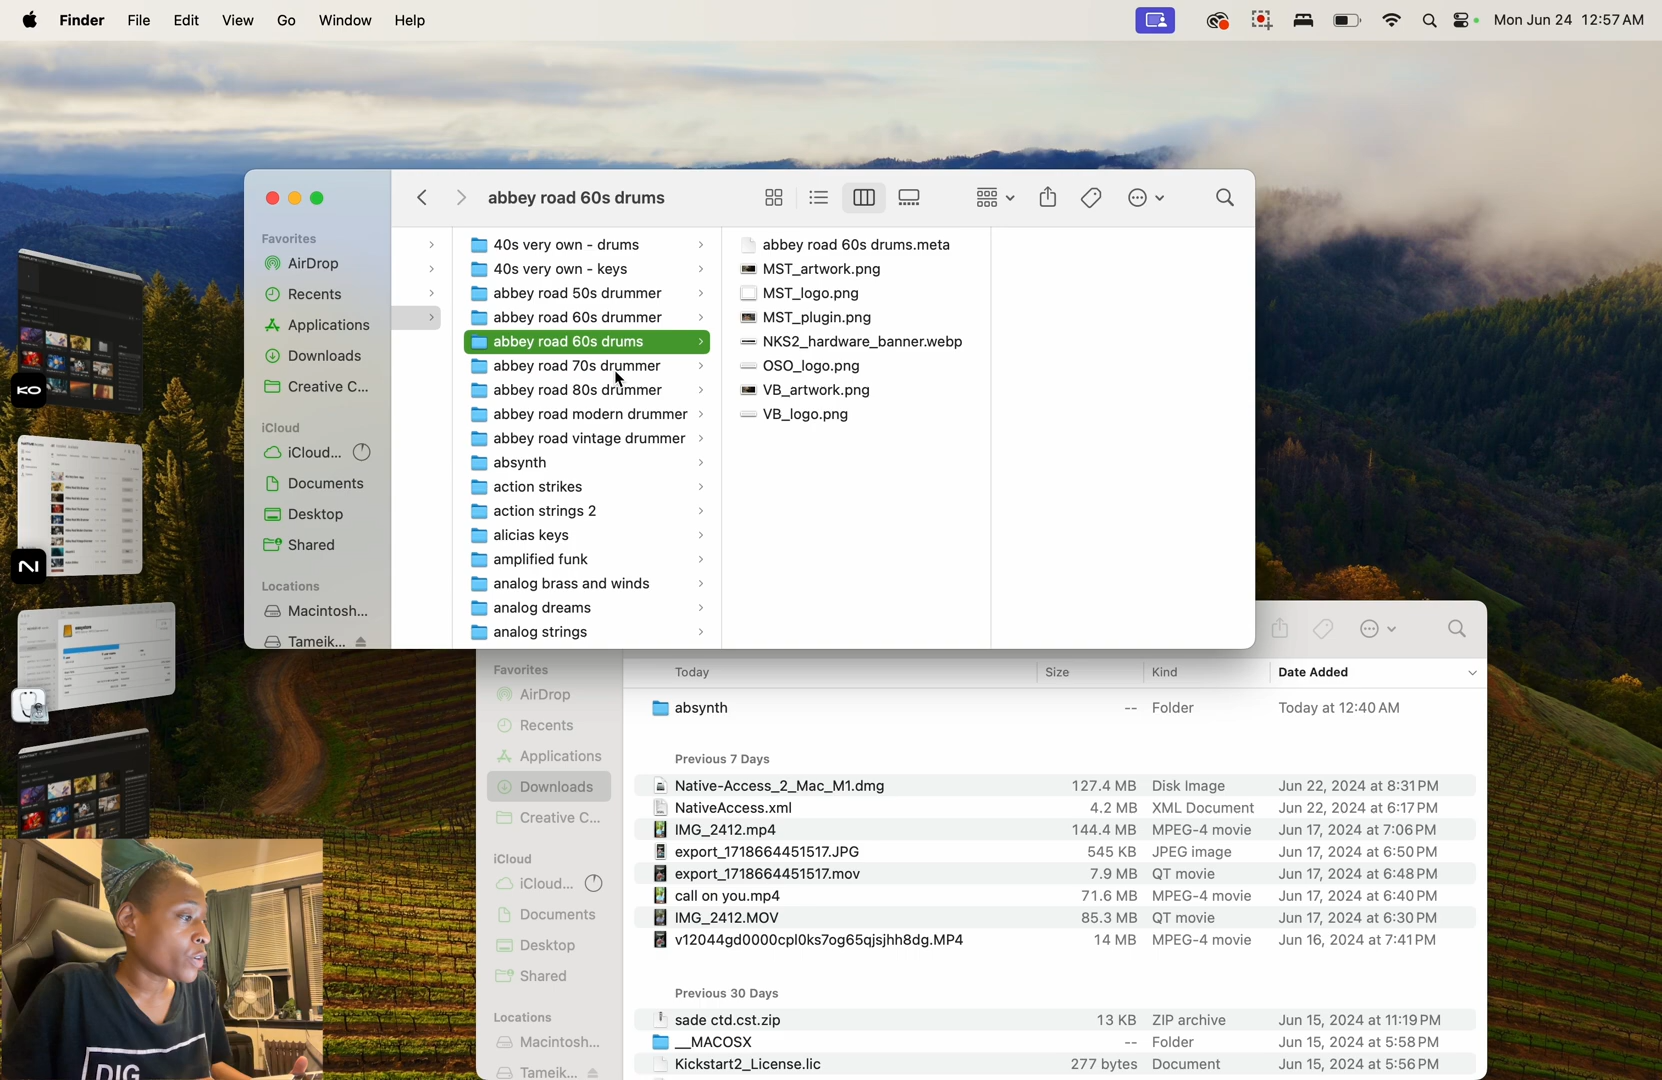 Finder File Edit View Go Window Help Mon Jun 24 12:57 AM
abbey road 60s drums
Favorites
AirDrop
Recents
Applications
Downloads
Creative C...
iCloud
iCloud...
Documents
Desktop
Shared
Locations
Macintosh...
Tameik...
40s very own - drums
40s very own - keys
abbey road 50s drummer
abbey road 60s drummer
abbey road 60s drums
abbey road 70s drummer
abbey road 80s drummer
abbey road modern drummer
abbey road vintage drummer
absynth
action strikes
action strings 2
alicias keys
amplified funk
analog brass and winds
analog dreams
analog strings
abbey road 60s drums.meta
MST_artwork.png
MST_logo.png
MST_plugin.png
NKS2_hardware_banner.webp
OSO_logo.png
VB_artwork.png
VB_logo.png
KO
Favorites
AirDrop
Recents
Applications
Downloads
Creative C...
iCloud
iCloud...
Documents
Desktop
Shared
Locations
Macintosh...
Tameik...
Today Size Kind Date Added
absynth -- Folder Today at 12:40 AM
Previous 7 Days
Native-Access_2_Mac_M1.dmg 127.4 MB Disk Image Jun 22, 2024 at 8:31 PM
NativeAccess.xml 4.2 MB XML Document Jun 22, 2024 at 6:17 PM
IMG_2412.mp4 144.4 MB MPEG-4 movie Jun 17, 2024 at 7:06 PM
export_1718664451517.JPG 545 KB JPEG image Jun 17, 2024 at 6:50 PM
export_1718664451517.mov 7.9 MB QT movie Jun 17, 2024 at 6:48 PM
call on you.mp4 71.6 MB MPEG-4 movie Jun 17, 2024 at 6:40 PM
IMG_2412.MOV 85.3 MB QT movie Jun 17, 2024 at 6:30 PM
v12044gd0000cpl0ks7og65qjsjhh8dg.MP4 14 MB MPEG-4 movie Jun 16, 2024 at 7:41 PM
Previous 30 Days
sade ctd.cst.zip 13 KB ZIP archive Jun 15, 2024 at 11:19 PM
__MACOSX -- Folder Jun 15, 2024 at 5:58 PM
Kickstart2_License.lic 277 bytes Document Jun 15, 2024 at 5:56 PM
DIG